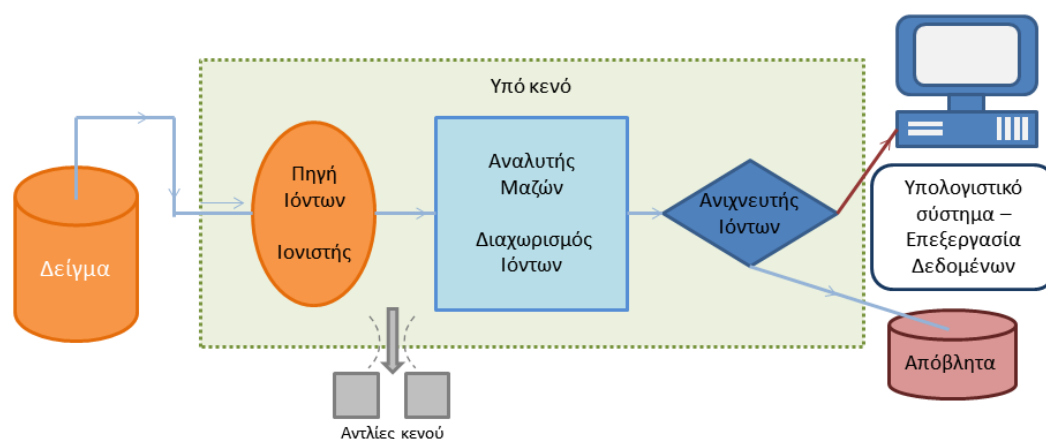 Υπό κενό
Δείγμα
Πηγή
Ιόντων
Ιονιστής
Αναλυτής
Μαζών
Διαχωρισμός
Ιόντων
Ανιχνευτής
Ιόντων
Υπολογιστικό
σύστημα –
Επεξεργασία
Δεδομένων
Απόβλητα
Αντλίες κενού